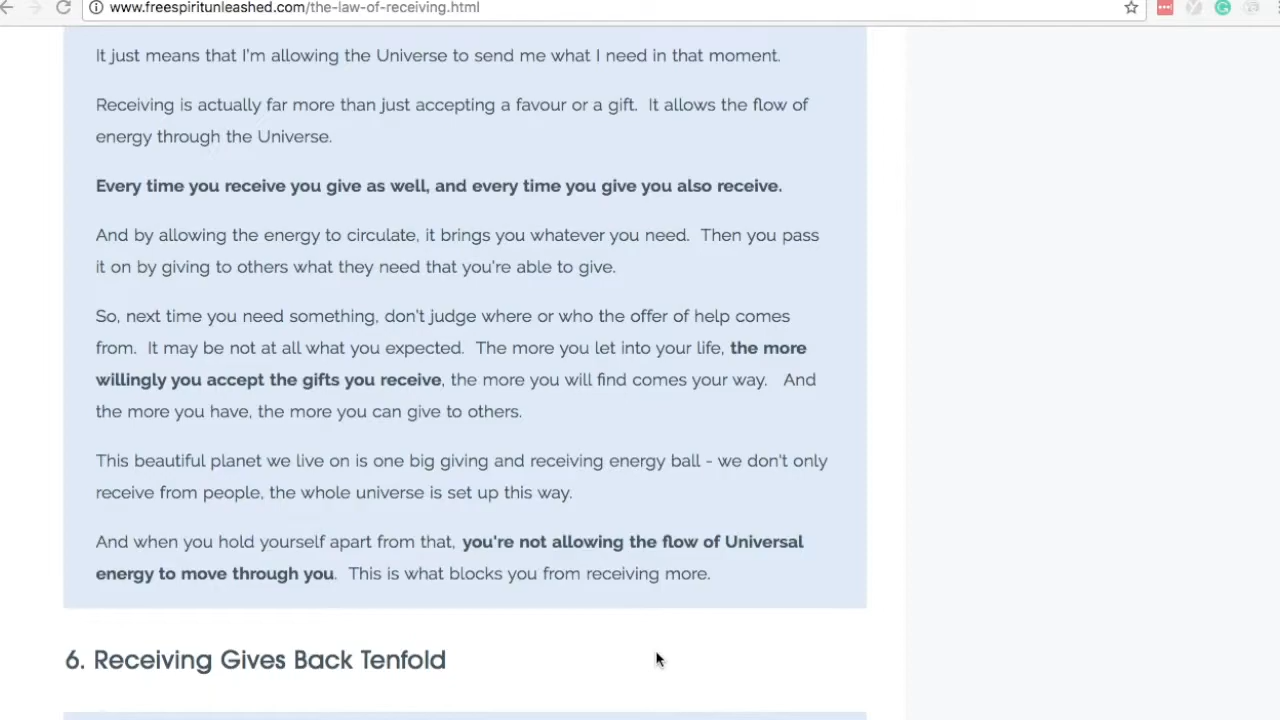 www.freespiritunleashed.com/the-law-of-receiving.html
It just means that I'm allowing the Universe to send me what I need in that moment.
Receiving is actually far more than just accepting a favour or a gift.  It allows the flow of
energy through the Universe.
Every time you receive you give as well, and every time you give you also receive.
And by allowing the energy to circulate, it brings you whatever you need.  Then you pass
it on by giving to others what they need that you're able to give.
So, next time you need something, don't judge where or who the offer of help comes
from.  It may be not at all what you expected.  The more you let into your life, the more
willingly you accept the gifts you receive, the more you will find comes your way.   And
the more you have, the more you can give to others.
This beautiful planet we live on is one big giving and receiving energy ball - we don't only
receive from people, the whole universe is set up this way.
And when you hold yourself apart from that, you're not allowing the flow of Universal
energy to move through you.  This is what blocks you from receiving more.
6. Receiving Gives Back Tenfold